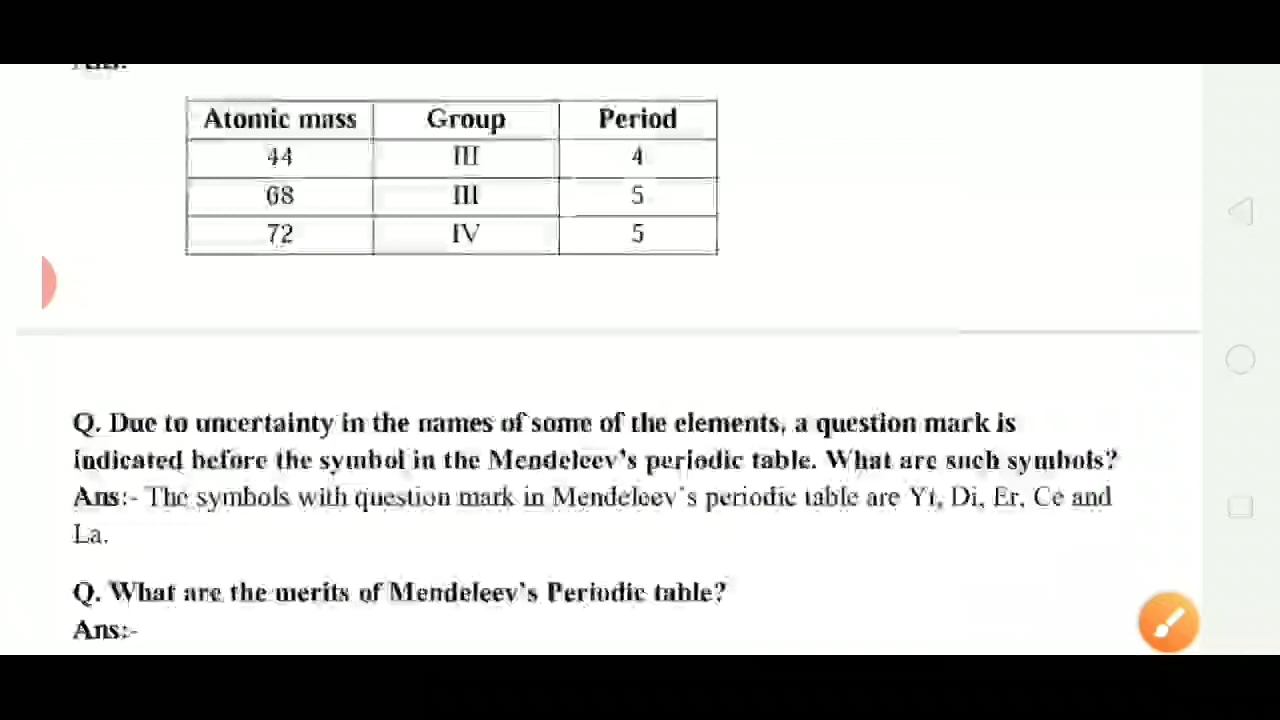 Atomic mass Group Period
44 III 4
68 III 5
72 IV 5
Q. Due to uncertainty in the names of some of the elements, a question mark is
indicated before the symbol in the Mendeleev's periodic table. What are such symbols?
Ans:- The symbols with question mark in Mendeleev's periodic table are Yt, Di, Er, Ce and
La.
Q. What are the merits of Mendeleev's Periodic table?
Ans:-